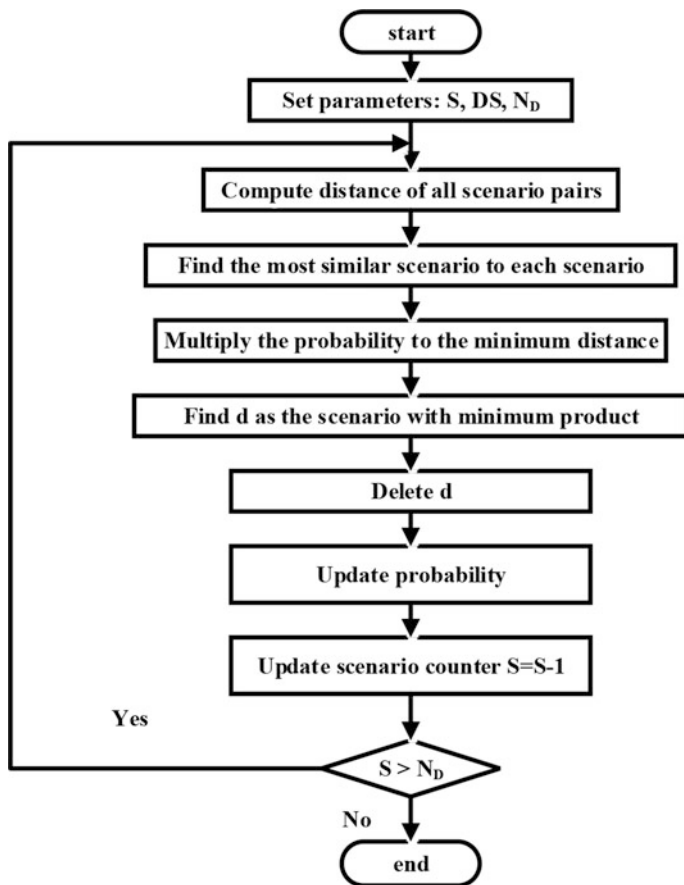 start
Set parameters: S, DS, N_D
Compute distance of all scenario pairs
Find the most similar scenario to each scenario
Multiply the probability to the minimum distance
Find d as the scenario with minimum product
Delete d
Update probability
Update scenario counter S=S-1
Yes
S > N_D
No
end